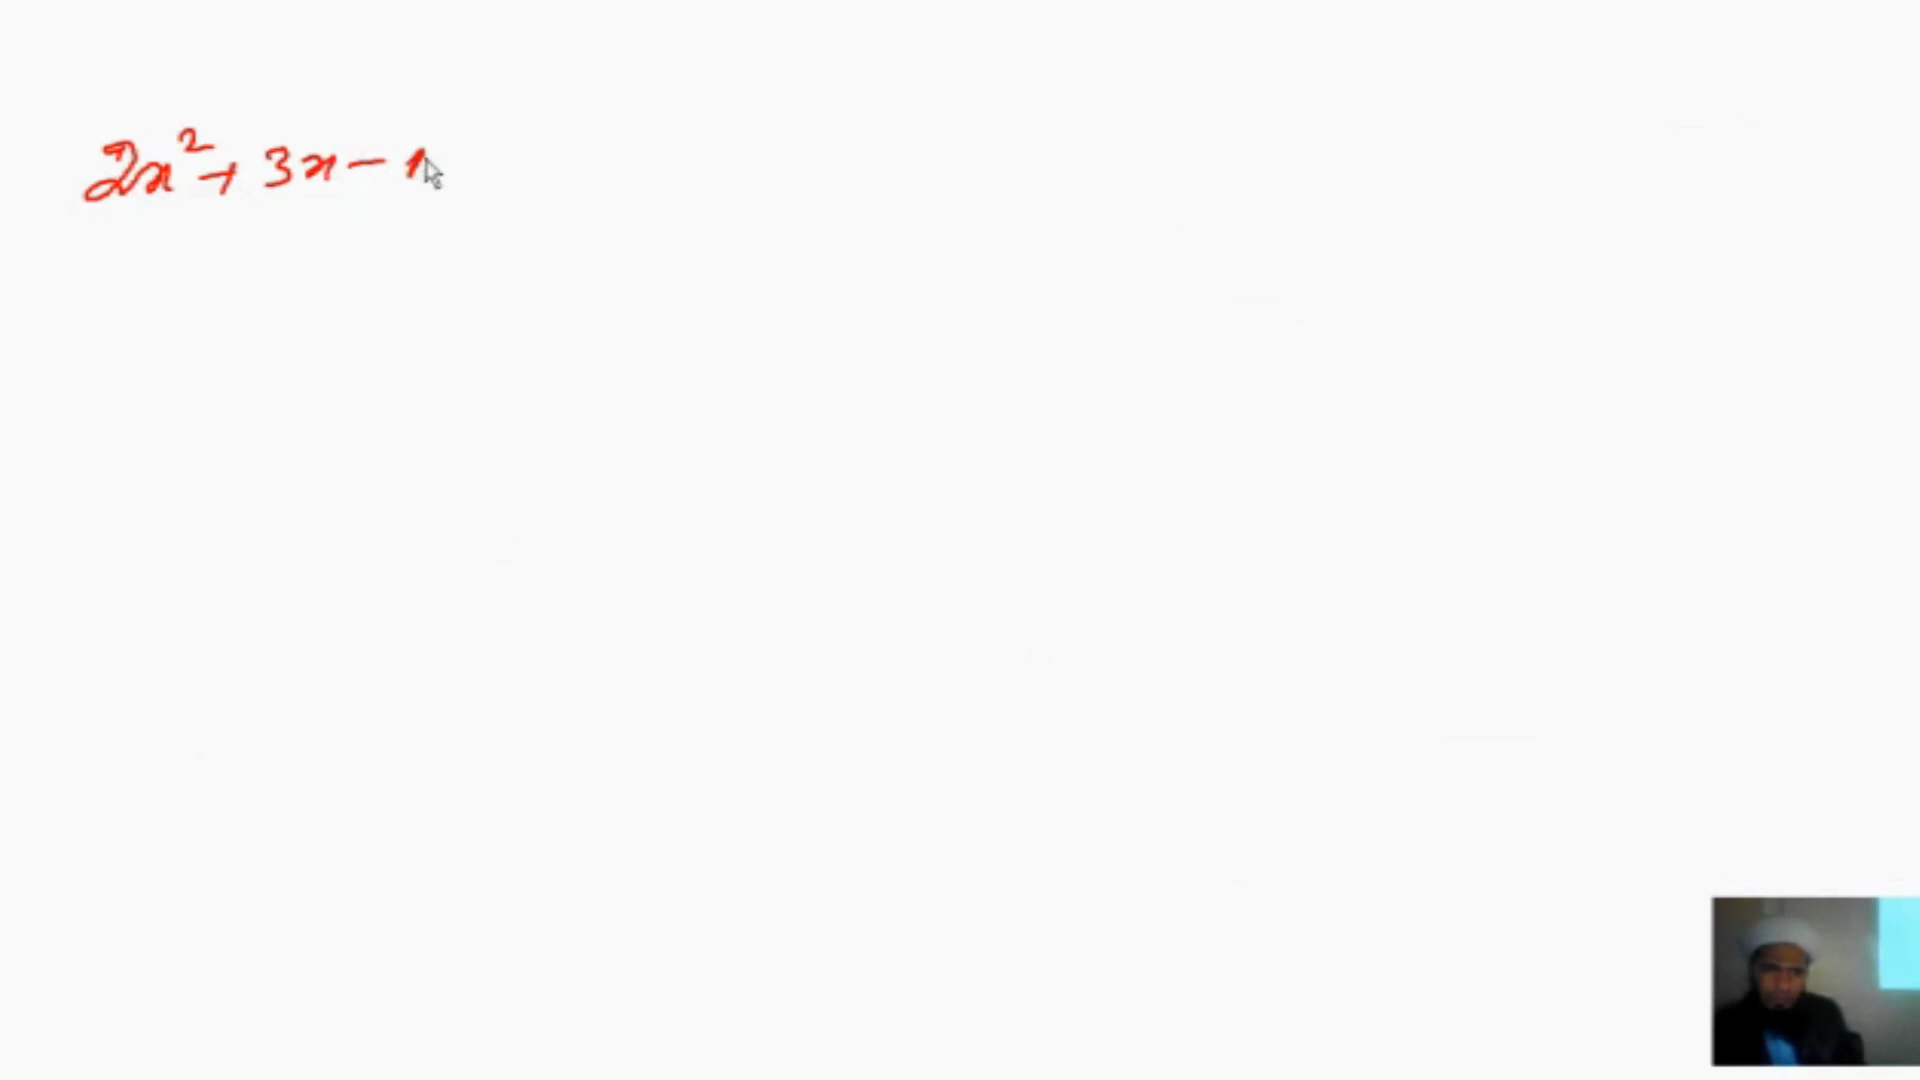 2x² + 3x - 1